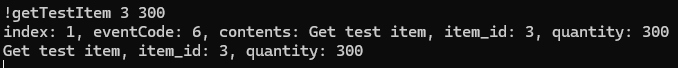 !getTestItem 3 300
index: 1, eventCode: 6, contents: Get test item, item_id: 3, quantity: 300
Get test item, item_id: 3, quantity: 300